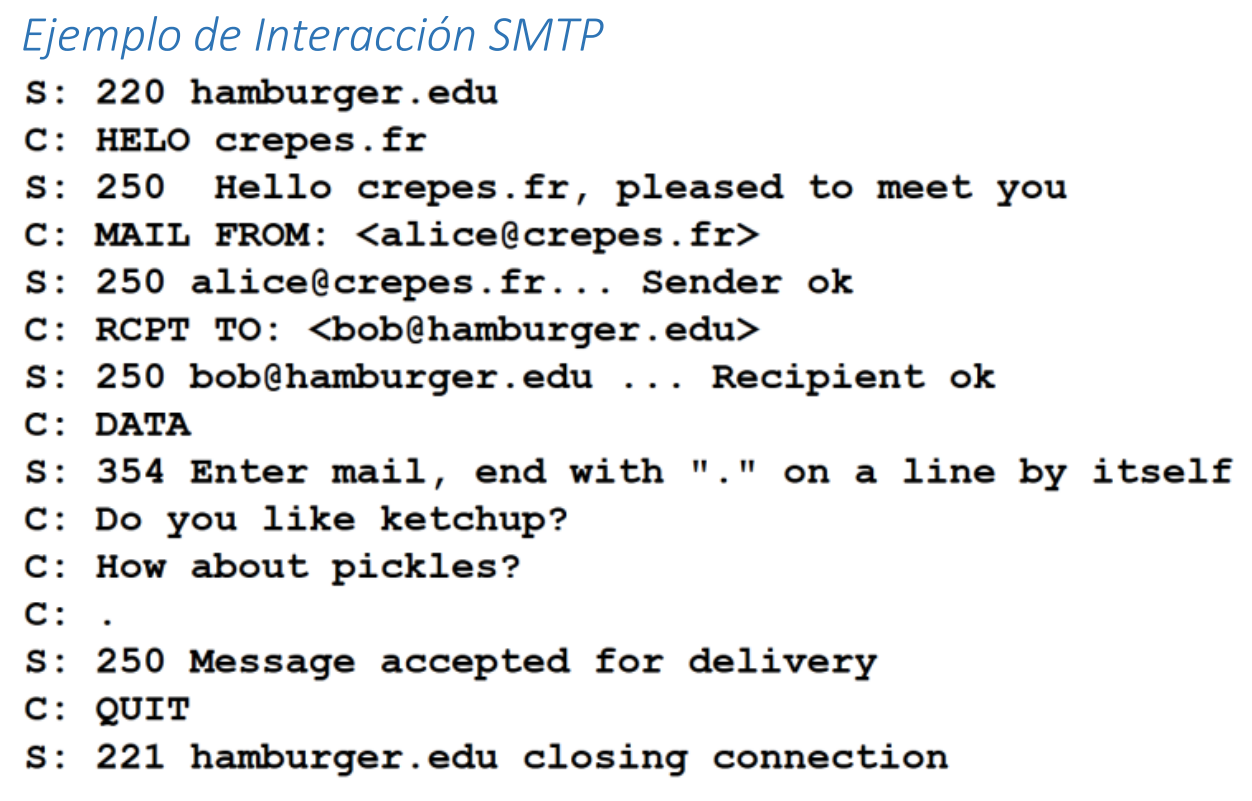 Ejemplo de Interacción SMTP
S: 220 hamburger.edu
C: HELO crepes.fr
S: 250  Hello crepes.fr, pleased to meet you
C: MAIL FROM: <alice@crepes.fr>
S: 250 alice@crepes.fr... Sender ok
C: RCPT TO: <bob@hamburger.edu>
S: 250 bob@hamburger.edu ... Recipient ok
C: DATA
S: 354 Enter mail, end with "." on a line by itself
C: Do you like ketchup?
C: How about pickles?
C: .
S: 250 Message accepted for delivery
C: QUIT
S: 221 hamburger.edu closing connection